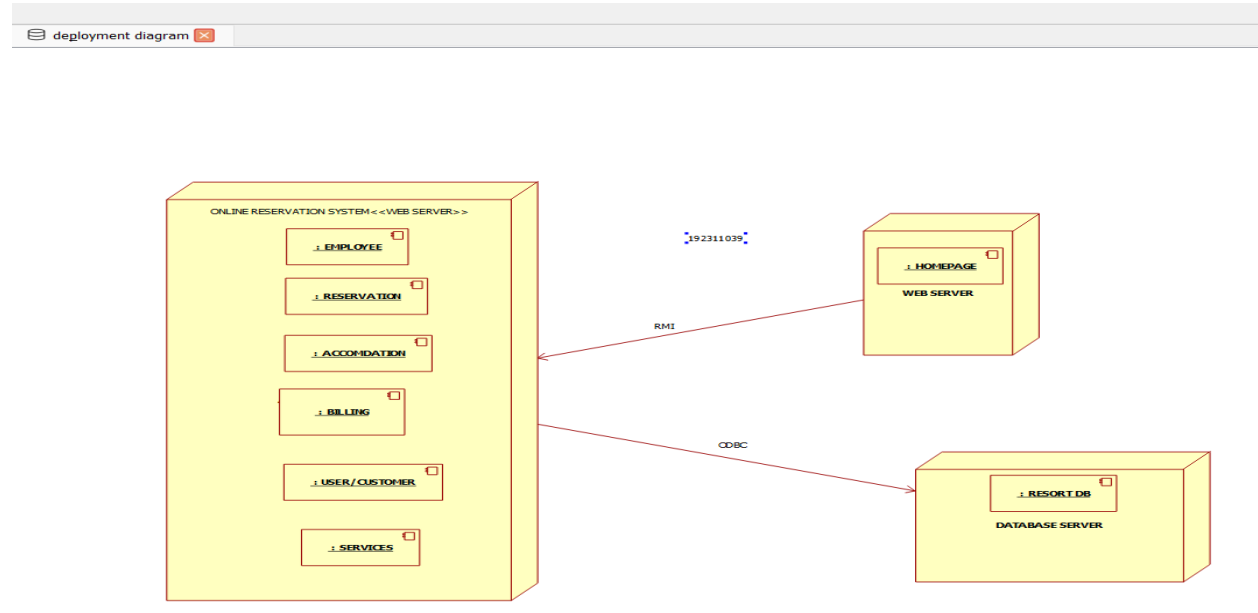 deployment diagram
ONLINE RESERVATION SYSTEM<<WEB SERVER>>
: EMPLOYEE
: RESERVATION
: ACCOMDATION
: BILLING
: USER/CUSTOMER
: SERVICES
192311039
: HOMEPAGE
WEB SERVER
RMI
ODBC
: RESORT DB
DATABASE SERVER